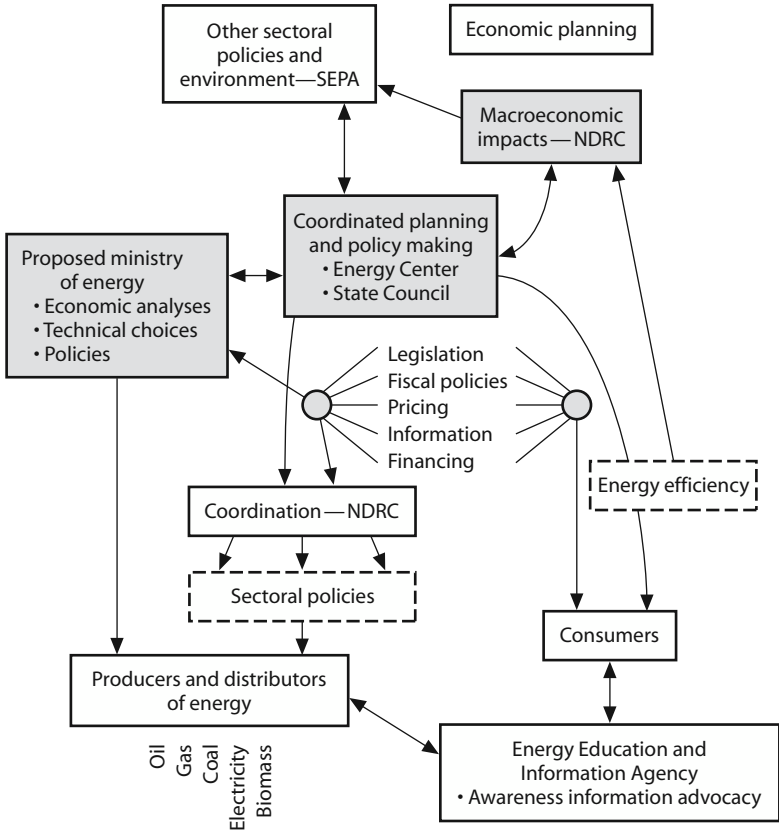 Other sectoral
policies and
environment—SEPA
Economic planning
Macroeconomic
impacts—NDRC
Coordinated planning
and policy making
• Energy Center
• State Council
Proposed ministry
of energy
• Economic analyses
• Technical choices
• Policies
Legislation
Fiscal policies
Pricing
Information
Financing
Energy efficiency
Coordination—NDRC
Sectoral policies
Consumers
Producers and distributors
of energy
Oil
Gas
Coal
Electricity
Biomass
Energy Education and
Information Agency
• Awareness information advocacy